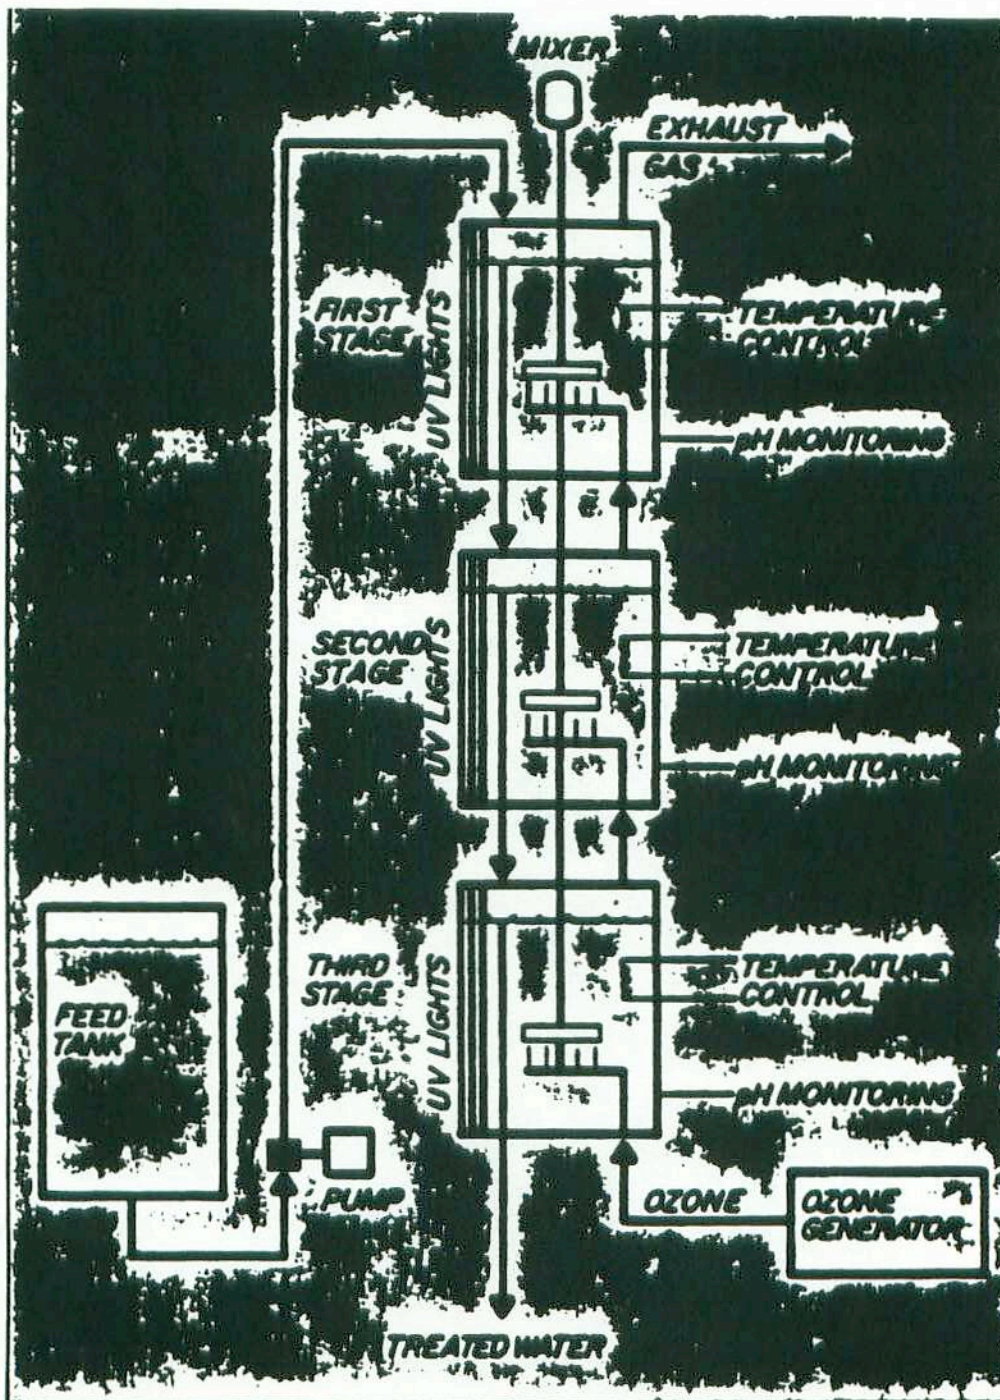 MIXER
EXHAUST
GAS
FIRST
STAGE
UV LIGHTS
TEMPERATURE
CONTROL
pH MONITORING
SECOND
STAGE
UV LIGHTS
TEMPERATURE
CONTROL
pH MONITORING
THIRD
STAGE
UV LIGHTS
TEMPERATURE
CONTROL
pH MONITORING
FEED
TANK
PUMP
OZONE
OZONE
GENERATOR
TREATED WATER